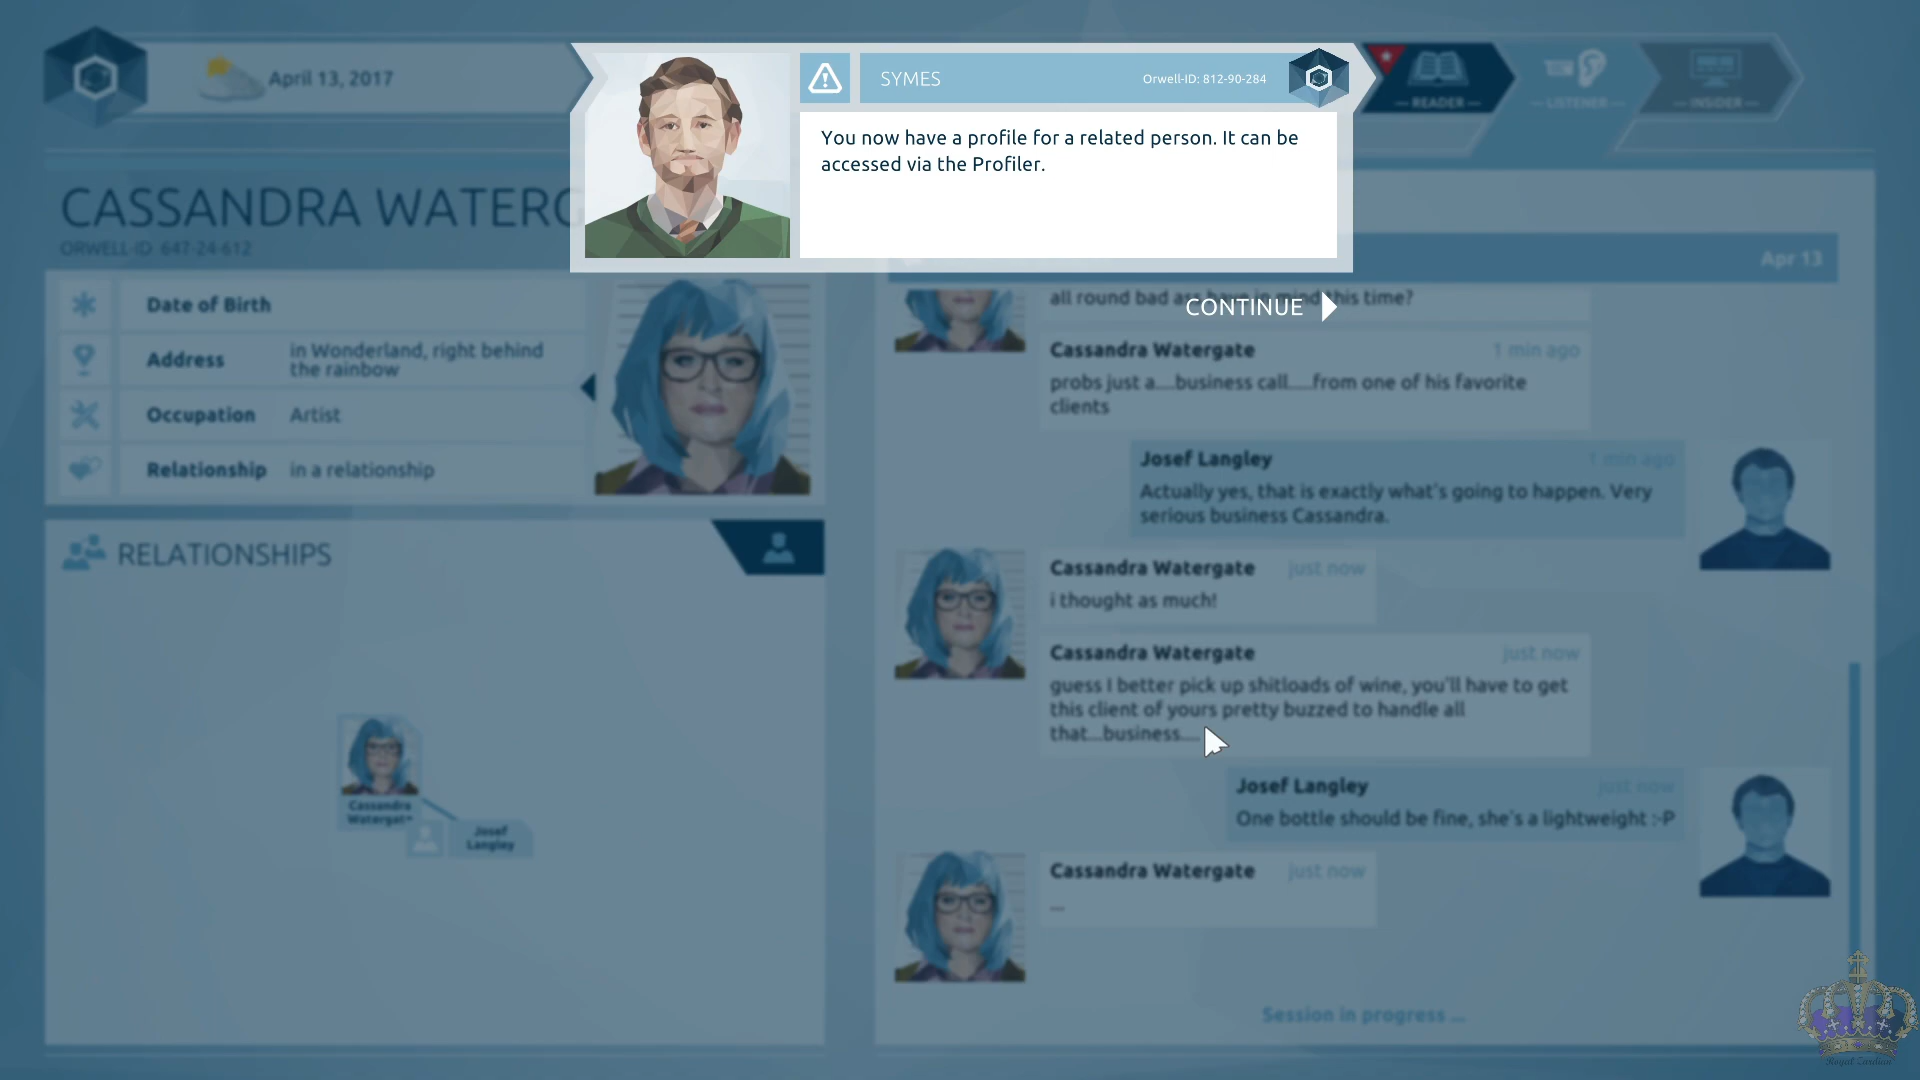 April 13, 2017
SYMES
Orwell-ID: 812-90-284
You now have a profile for a related person. It can be
accessed via the Profiler.
CONTINUE
— READER —
— LISTENER —
— INSIDER —
CASSANDRA WATERG
ORWELL-ID: 647-24-612
Date of Birth
Address
in Wonderland, right behind
the rainbow
Occupation
Artist
Relationship
in a relationship
RELATIONSHIPS
Cassandra
Watergate
Josef
Langley
Apr 13
all round bad ass have in mind this time?
Cassandra Watergate
1 min ago
probs just a....business call.....from one of his favorite
clients
Josef Langley
1 min ago
Actually yes, that is exactly what's going to happen. Very
serious business Cassandra.
Cassandra Watergate
just now
i thought as much!
Cassandra Watergate
just now
guess I better pick up shitloads of wine, you'll have to get
this client of yours pretty buzzed to handle all
that...business....
Josef Langley
just now
One bottle should be fine, she's a lightweight :-P
Cassandra Watergate
just now
...
Session in progress ...
Royal Zardical